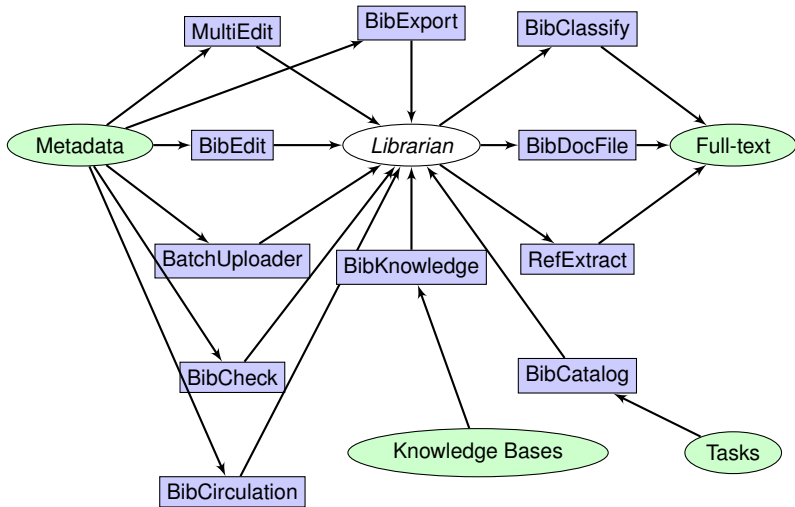 MultiEdit
BibExport
BibClassify
Metadata
BibEdit
Librarian
BibDocFile
Full-text
BatchUploader
BibKnowledge
RefExtract
BibCheck
BibCatalog
Knowledge Bases
Tasks
BibCirculation